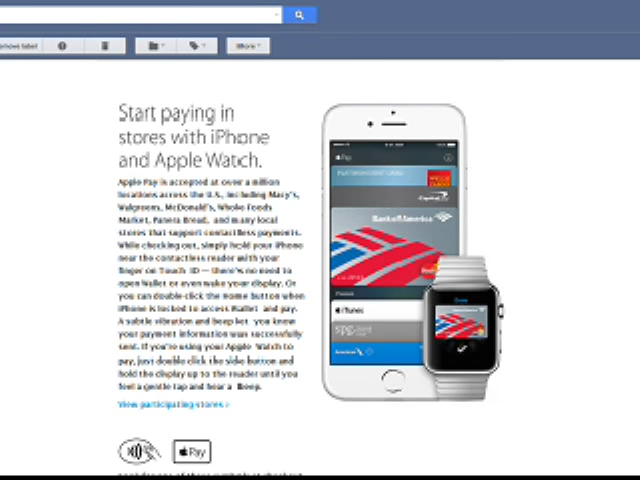 More
Start paying in
stores with iPhone
and Apple Watch.
Apple Pay is accepted at over a million
locations across the U.S., including Macy's,
Walgreens, McDonald's, Whole Foods
Market, Panera Bread, and many local
stores that support contactless payments.
While checking out, simply hold your iPhone
near the contactless reader with your
finger on Touch ID — there's no need to
open Wallet or even wake your display. Or
you can double-click the Home button when
iPhone is locked to access Wallet and pay.
A subtle vibration and beep let you know
your payment information was successfully
sent. If you're using your Apple Watch to
pay, just double-click the side button and
hold the display up to the reader until you
feel a gentle tap and hear a Beep.
View participating stores >
Pay
Pay
WELLS FARGO
Capital
Bank of America
iTunes